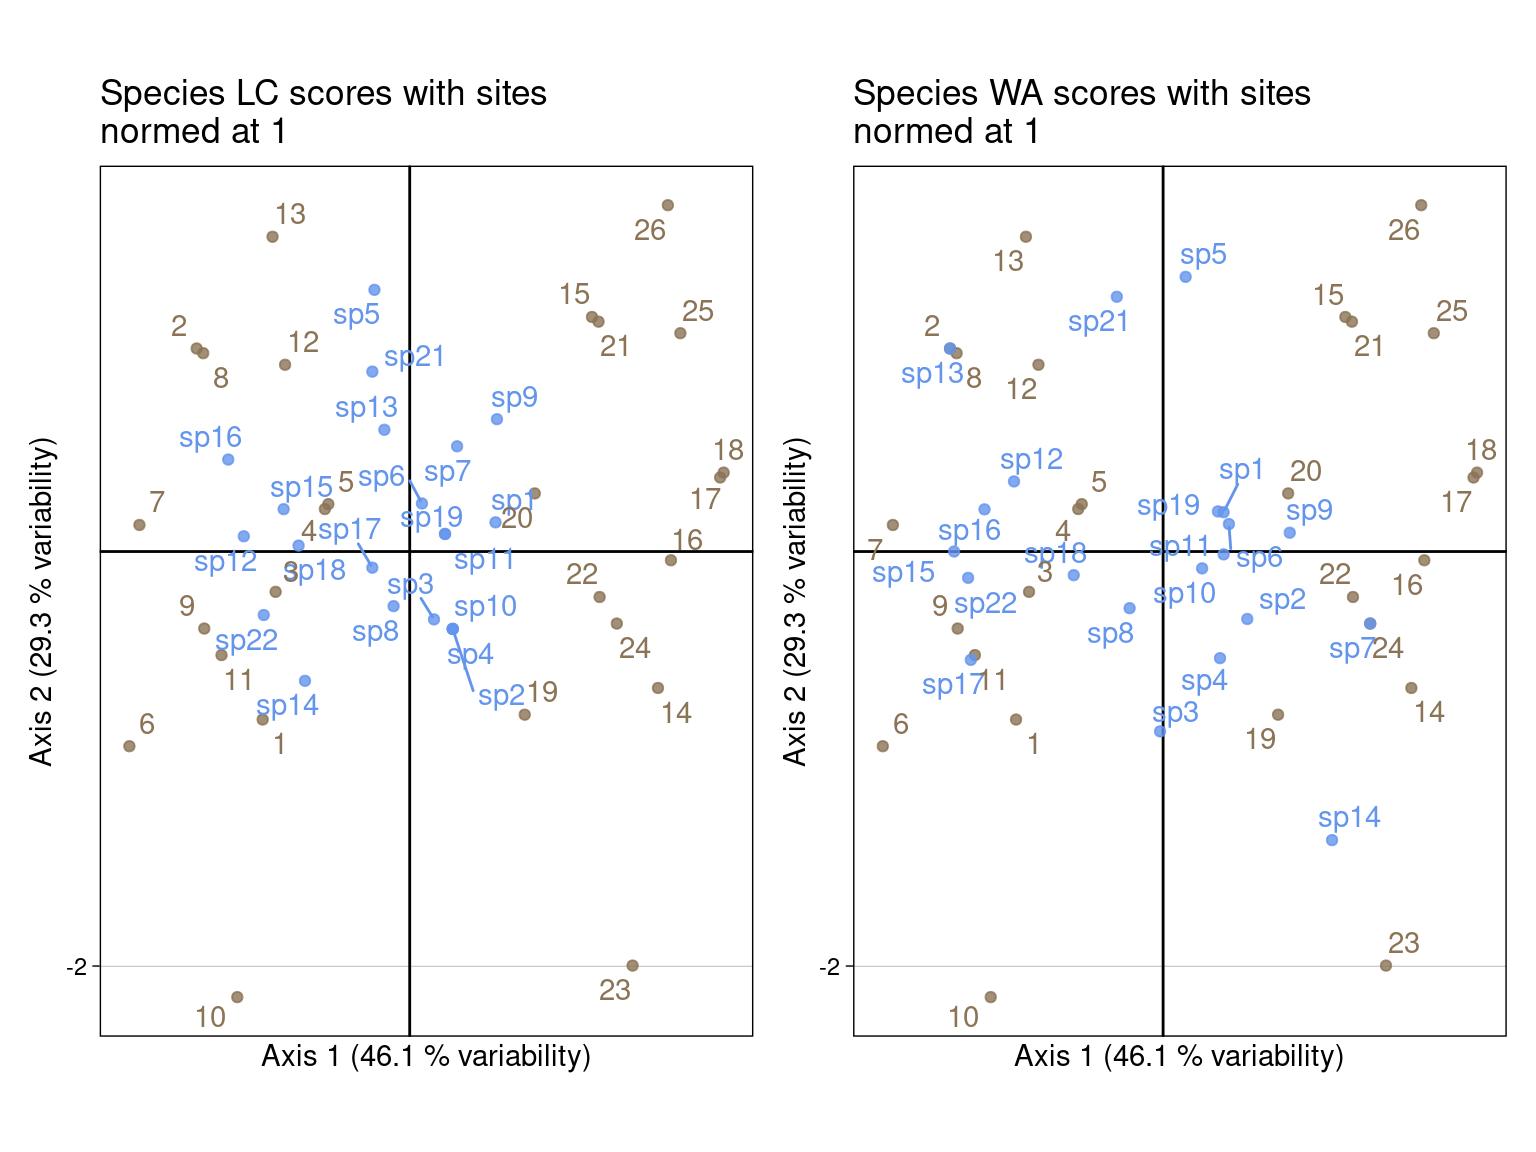 Species LC scores with sites
normed at 1
13
26
sp5
15
25
2
12
21
8
sp21
sp9
sp13
sp16
18
sp6
sp7
5
sp15
17
7
sp1
20
sp19
4
sp17
16
sp12
sp11
3
sp18
22
sp3
9
sp10
sp8
sp22
24
sp4
11
sp2
19
sp14
14
6
1
-2
23
10
Axis 2 (29.3 % variability)
Axis 1 (46.1 % variability)
Species WA scores with sites
normed at 1
26
sp5
13
15
25
sp21
2
21
sp13
8
12
18
sp12
sp1
20
5
17
sp19
sp9
sp16
4
7
sp18
sp11
sp6
sp15
3
22
16
sp10
9
sp22
sp2
sp8
sp7
24
sp17
11
sp4
sp3
14
6
1
19
sp14
23
-2
10
Axis 2 (29.3 % variability)
Axis 1 (46.1 % variability)